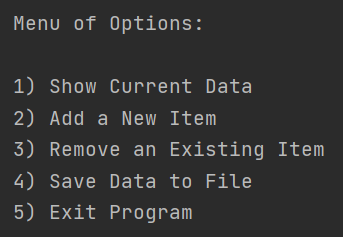 Menu of Options:
1) Show Current Data
2) Add a New Item
3) Remove an Existing Item
4) Save Data to File
5) Exit Program